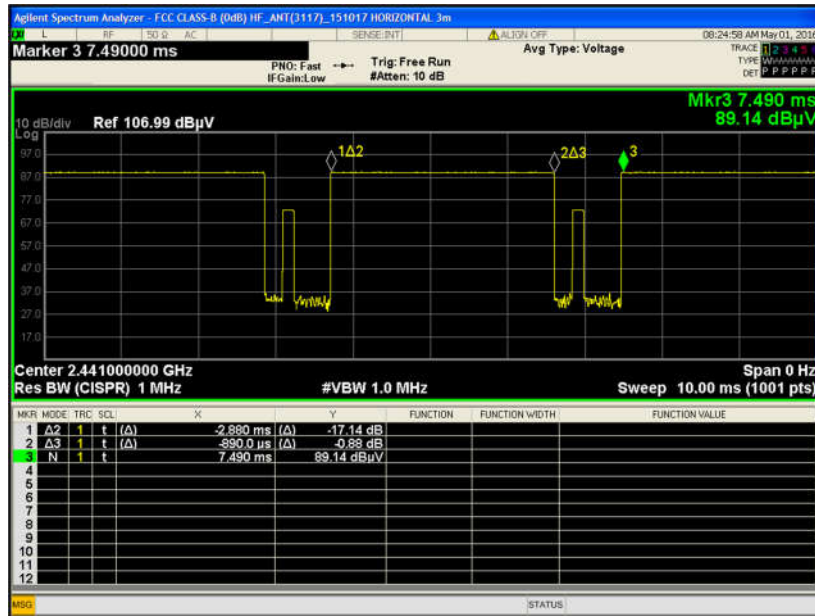 Agilent Spectrum Analyzer - FCC CLASS-B (0dB) HF_ANT(3117)_151017 HORIZONTAL 3m
L RF 50 Ω AC SENSE:INT ALIGN OFF 08:24:58 AM May 01, 2016
Marker 3 7.49000 ms Avg Type: Voltage TRACE 1 2 3 4 5
PNO: Fast Trig: Free Run TYPE
IFGain:Low #Atten: 10 dB DET P P P P P
Mkr3 7.490 ms
10 dB/div Ref 106.99 dBµV 89.14 dBµV
Log
97.0
1Δ2 2Δ3 3
87.0
77.0
67.0
57.0
47.0
37.0
27.0
17.0
Center 2.441000000 GHz Span 0 Hz
Res BW (CISPR) 1 MHz #VBW 1.0 MHz Sweep 10.00 ms (1001 pts)
MKR MODE TRC SCL X Y FUNCTION FUNCTION WIDTH FUNCTION VALUE
1 Δ2 1 t (Δ) -2.880 ms (Δ) -17.14 dB
2 Δ3 1 t (Δ) -890.0 µs (Δ) -0.88 dB
3 N 1 t 7.490 ms 89.14 dBµV
4
5
6
7
8
9
10
11
12
MSG STATUS